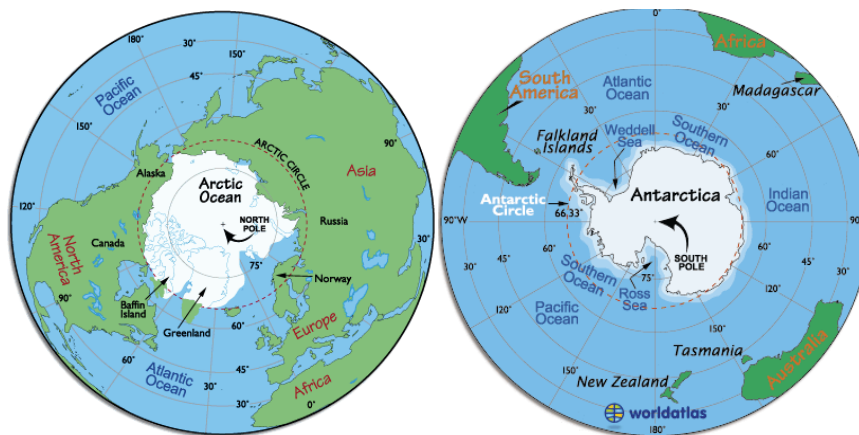 180°
150°
30°
45°
Pacific
Ocean
150°
90°
ARCTIC CIRCLE
Alaska
Asia
Arctic
Ocean
120°
NORTH
POLE
Russia
Canada
North
America
30°
75°
Norway
90°
Baffin
Island
Greenland
60°
Europe
60°
45°
Atlantic
Ocean
30°
Africa
30°
0°
0°
Africa
South
America
Atlantic
Ocean
Madagascar
30°
30°
Falkland
Islands
Weddell
Sea
Southern
Ocean
60°
60°
Antarctica
Antarctic
Circle
66,33°
Indian
Ocean
90°W
90°
SOUTH
POLE
75°
Southern
Ocean
Ross
Sea
Pacific
Ocean
120°
120°
150°
Tasmania
Australia
150°
New Zealand
worldatlas
180°